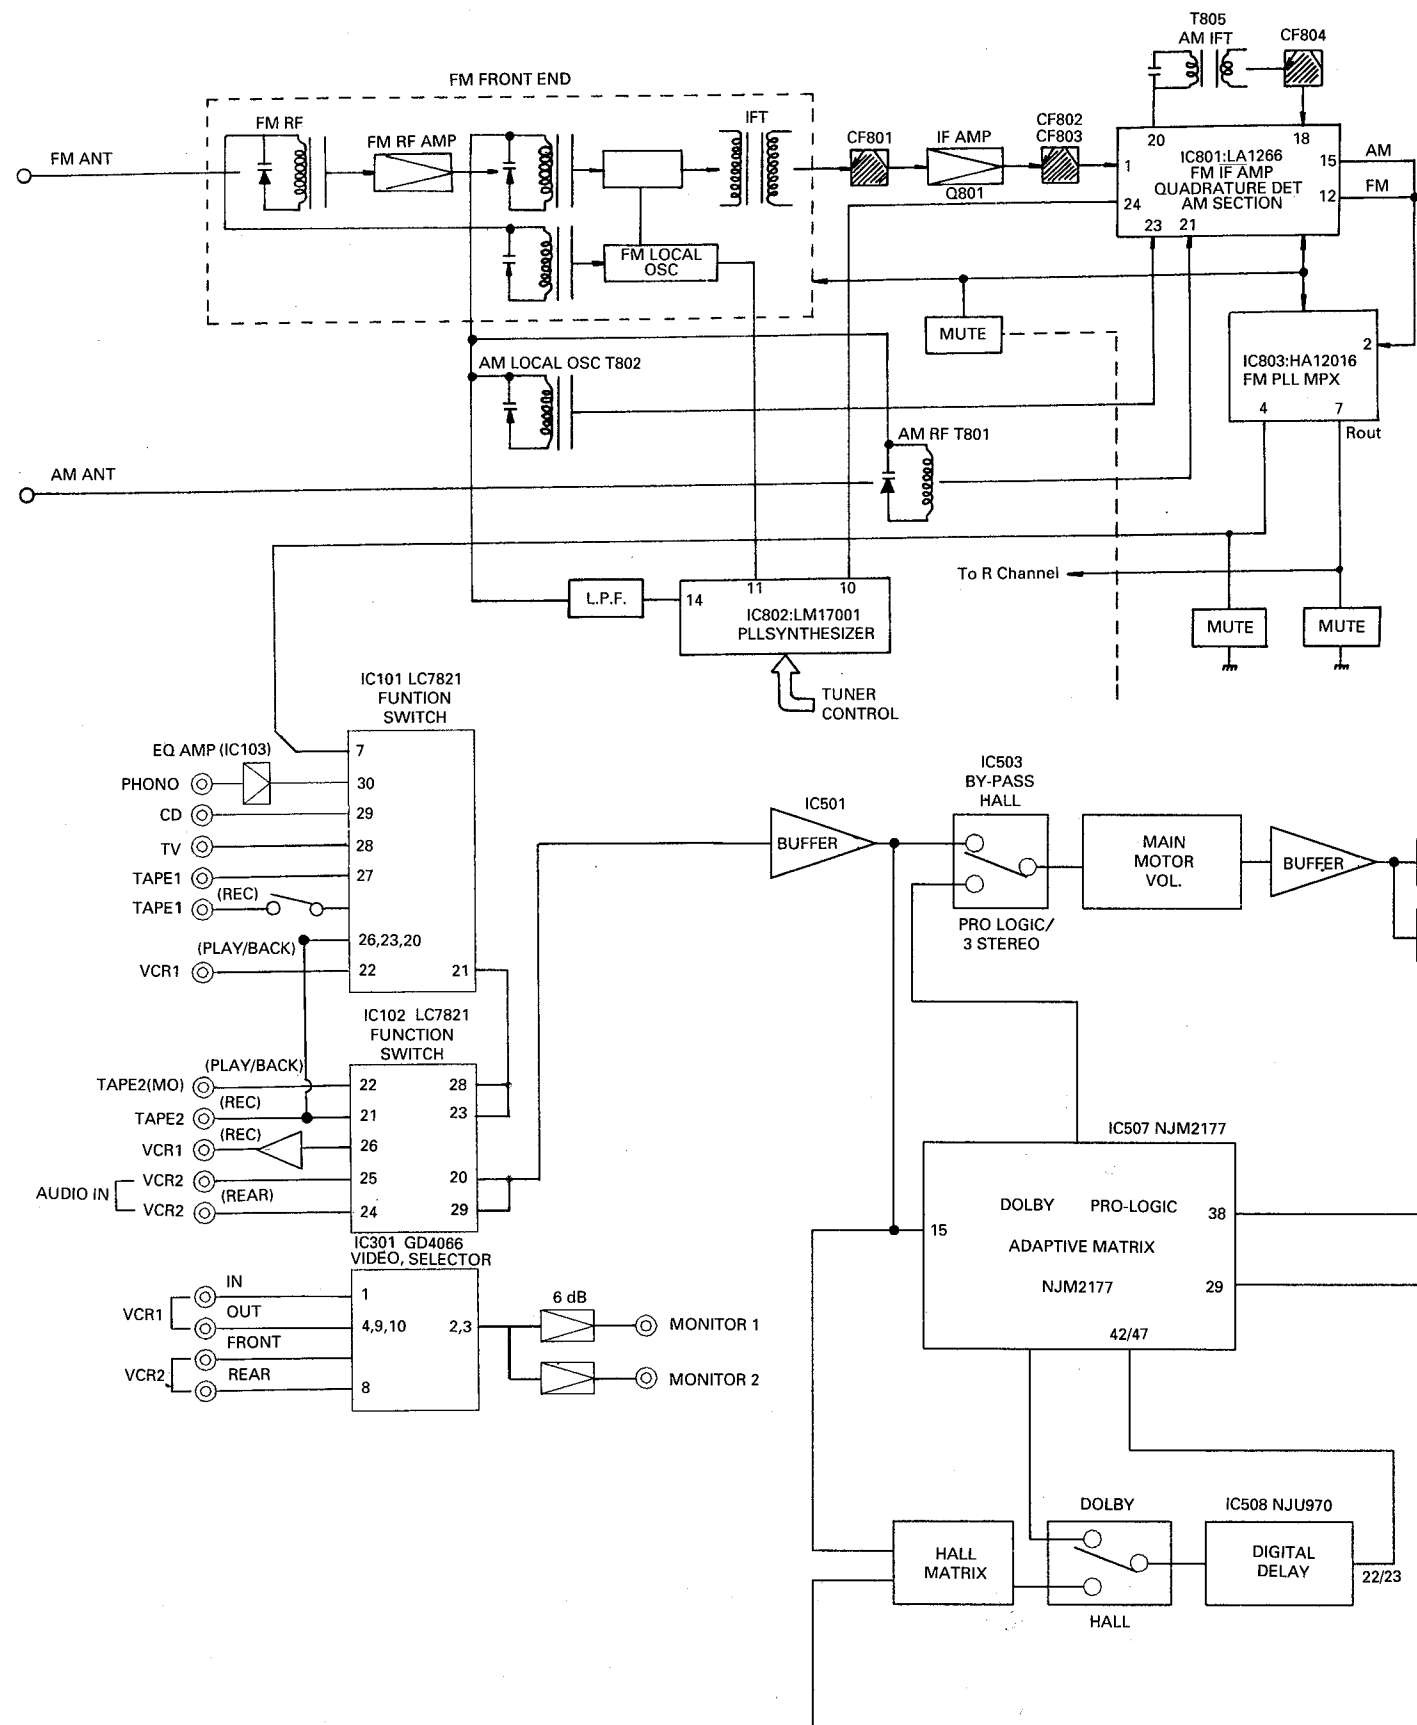 T805
AM IFT
CF804
FM FRONT END
FM RF
FM RF AMP
IFT
CF801
IF AMP
CF802
CF803
Q801
FM ANT
20
18
1
IC801:LA1266
15
AM
FM IF AMP
QUADRATURE DET
12
FM
AM SECTION
24
23
21
FM LOCAL
OSC
MUTE
2
IC803:HA12016
FM PLL MPX
4
7
Rout
AM LOCAL OSC T802
AM RF T801
AM ANT
To R Channel
L.P.F.
14
11
10
IC802:LM17001
PLLSYNTHESIZER
MUTE
MUTE
TUNER
CONTROL
IC101 LC7821
FUNTION
SWITCH
EQ AMP (IC103)
7
PHONO
30
CD
29
TV
28
TAPE1
27
TAPE1
(REC)
26,23,20
(PLAY/BACK)
VCR1
22
21
IC501
BUFFER
IC503
BY-PASS
HALL
PRO LOGIC/
3 STEREO
MAIN
MOTOR
VOL.
BUFFER
IC102 LC7821
FUNCTION
SWITCH
(PLAY/BACK)
TAPE2(MO)
22
28
(REC)
TAPE2
21
23
(REC)
VCR1
26
VCR2
25
20
AUDIO IN
(REAR)
VCR2
24
29
IC507 NJM2177
DOLBY PRO-LOGIC
38
15
ADAPTIVE MATRIX
NJM2177
29
42/47
IC301 GD4066
VIDEO, SELECTOR
IN
1
VCR1
OUT
4,9,10
2,3
FRONT
VCR2
REAR
8
6 dB
MONITOR 1
MONITOR 2
DOLBY
IC508 NJU970
HALL
MATRIX
DIGITAL
DELAY
22/23
HALL